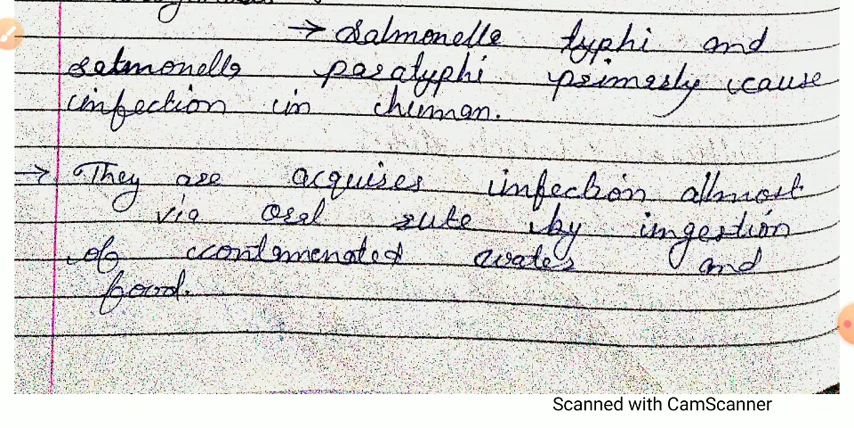 → Salmonella typhi and
Salmonella paratyphi primarly cause
infection in human.
→ They are acquires infection allmost
via oral rute by ingestion
of contamenated water and
food.
Scanned with CamScanner